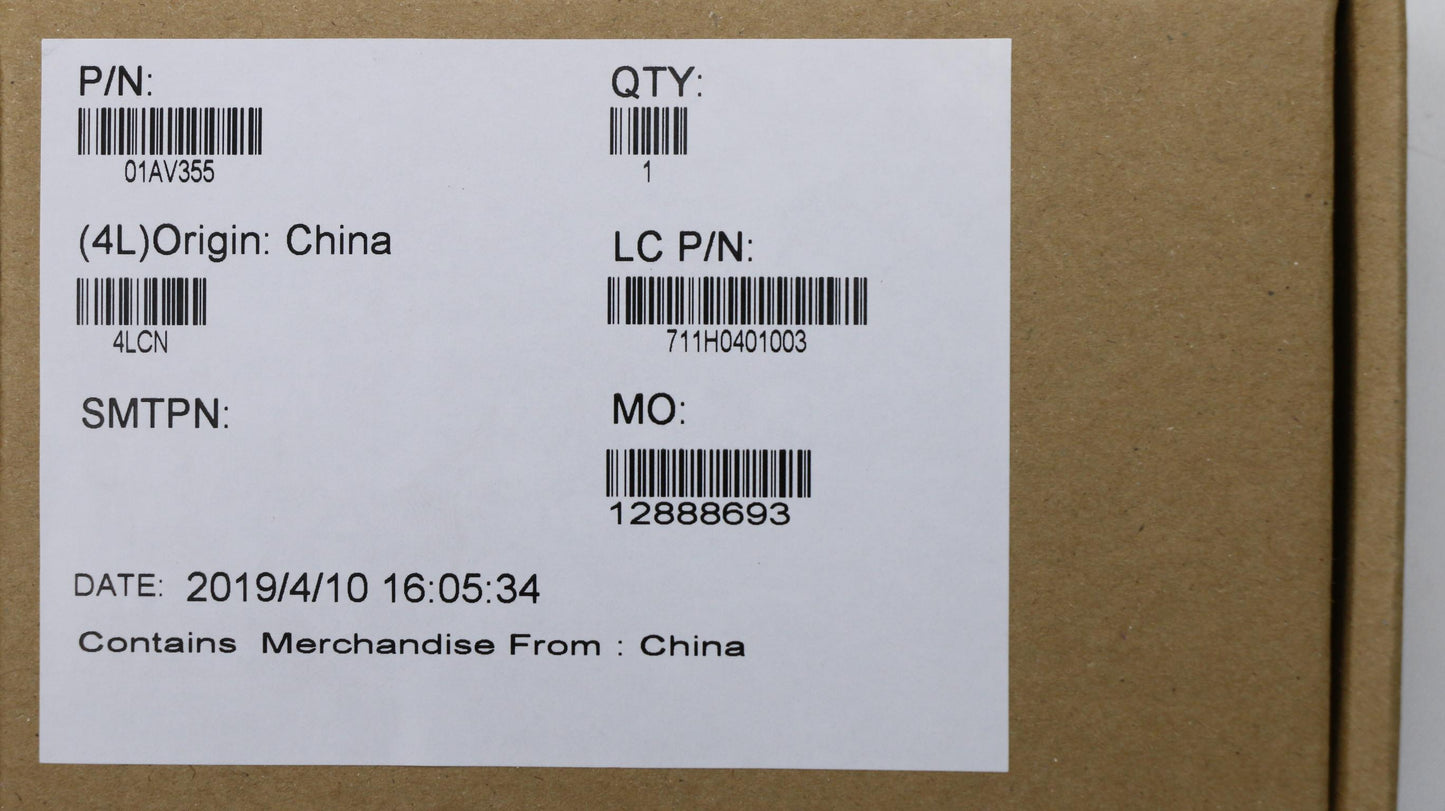 P/N:
01AV355
QTY:
1
(4L)Origin: China
4LCN
LC P/N:
711H0401003
SMTPN:
MO:
12888693
DATE: 2019/4/10 16:05:34
Contains Merchandise From : China